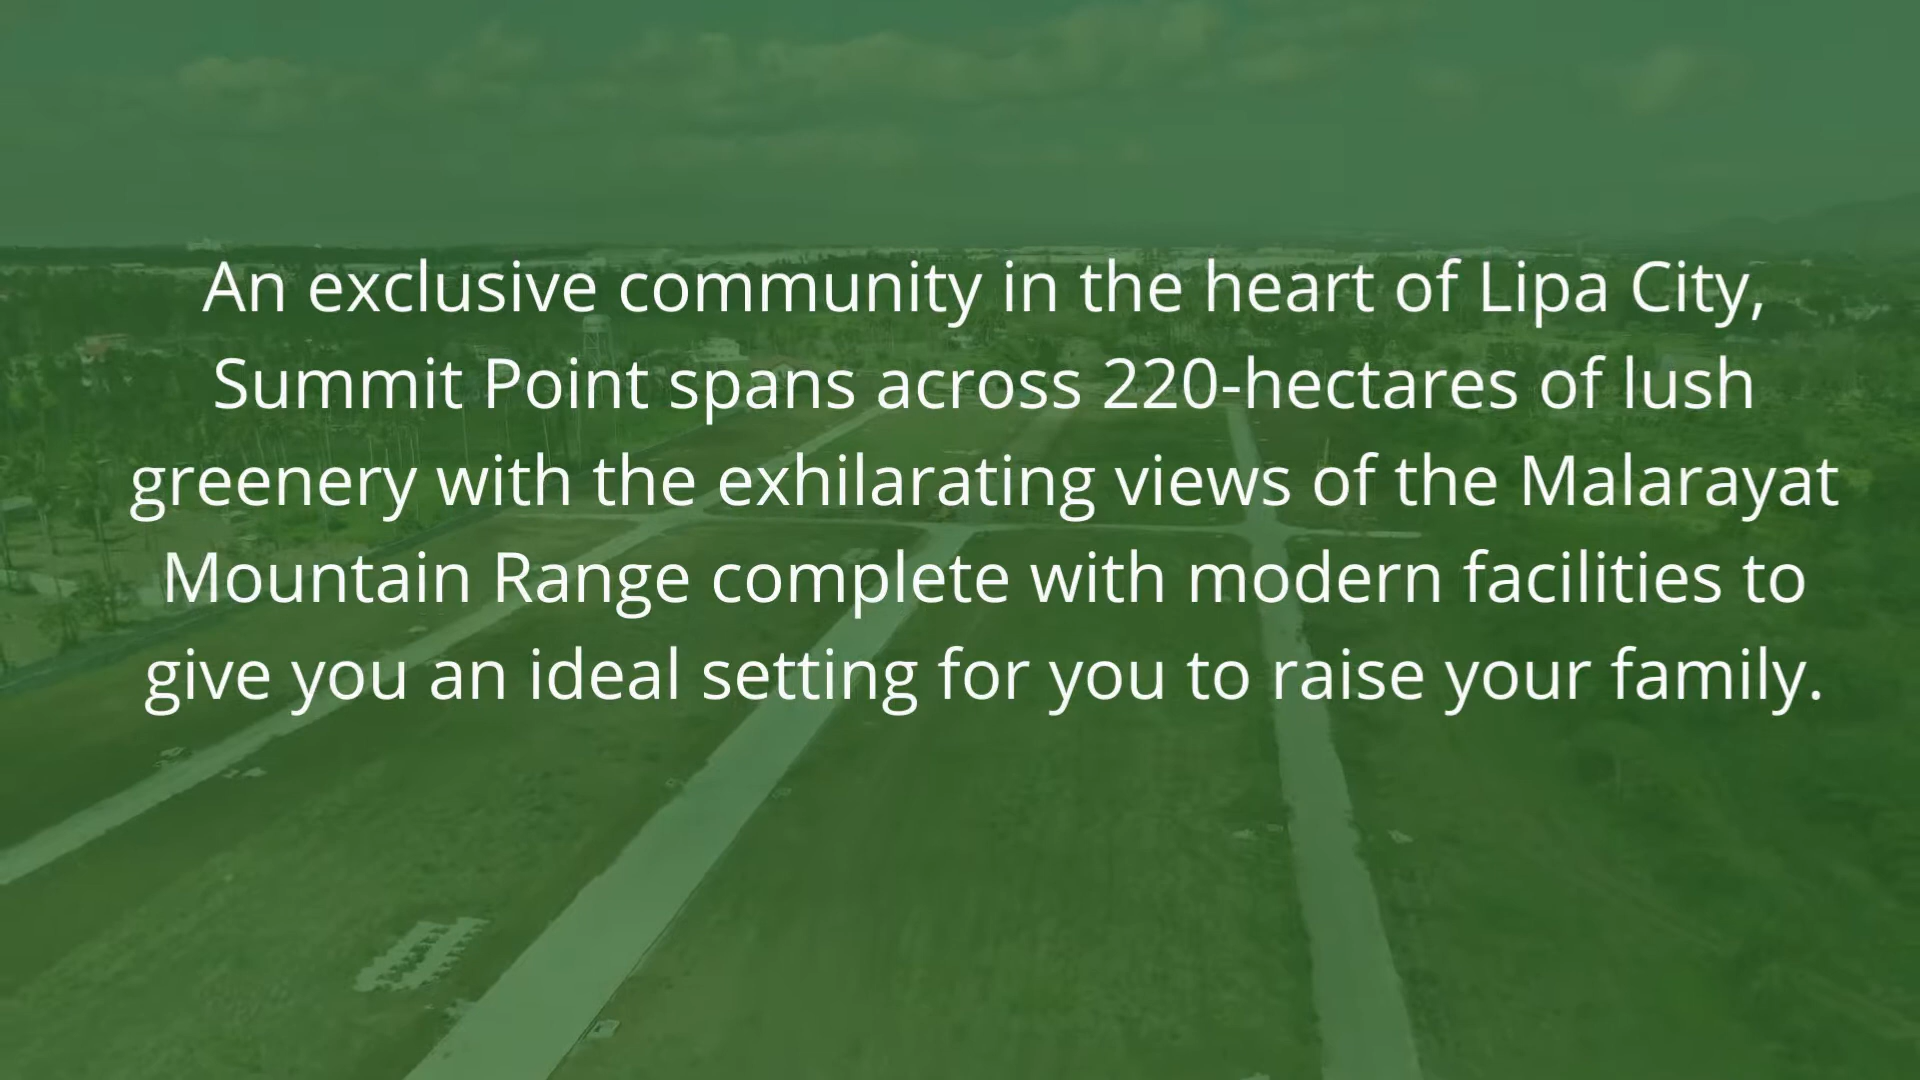 An exclusive community in the heart of Lipa City,
Summit Point spans across 220-hectares of lush
greenery with the exhilarating views of the Malarayat
Mountain Range complete with modern facilities to
give you an ideal setting for you to raise your family.